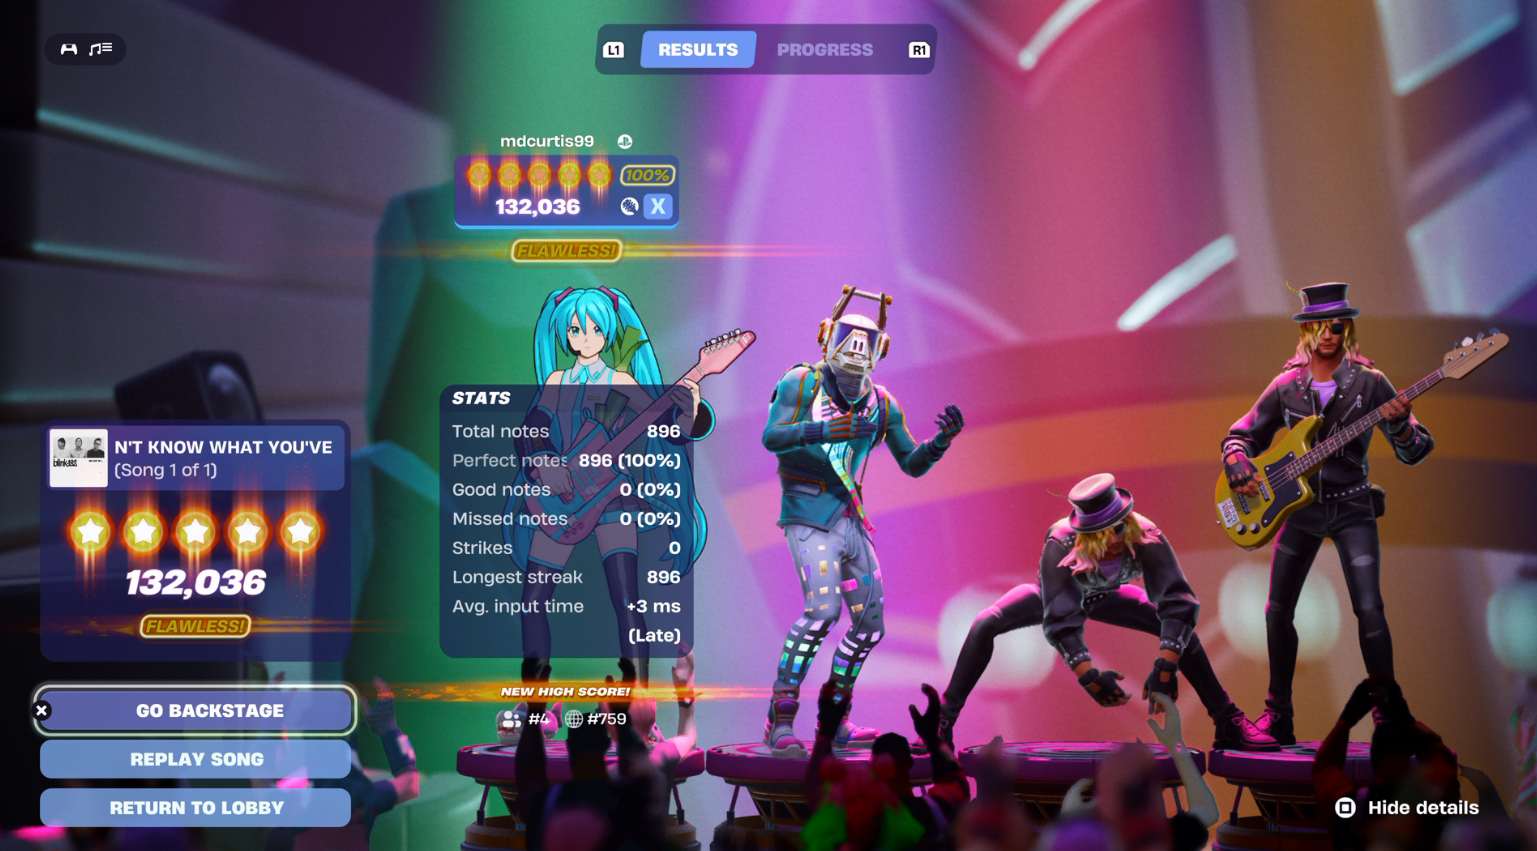 L1
RESULTS
PROGRESS
R1
mdcurtis99
100%
132,036
X
FLAWLESS!
STATS
Total notes 896
Perfect notes 896 (100%)
Good notes 0 (0%)
Missed notes 0 (0%)
Strikes 0
Longest streak 896
Avg. input time +3 ms
(Late)
NEW HIGH SCORE!
#4 #759
blink-182
N'T KNOW WHAT YOU'VE
(Song 1 of 1)
132,036
FLAWLESS!
GO BACKSTAGE
REPLAY SONG
RETURN TO LOBBY
Hide details